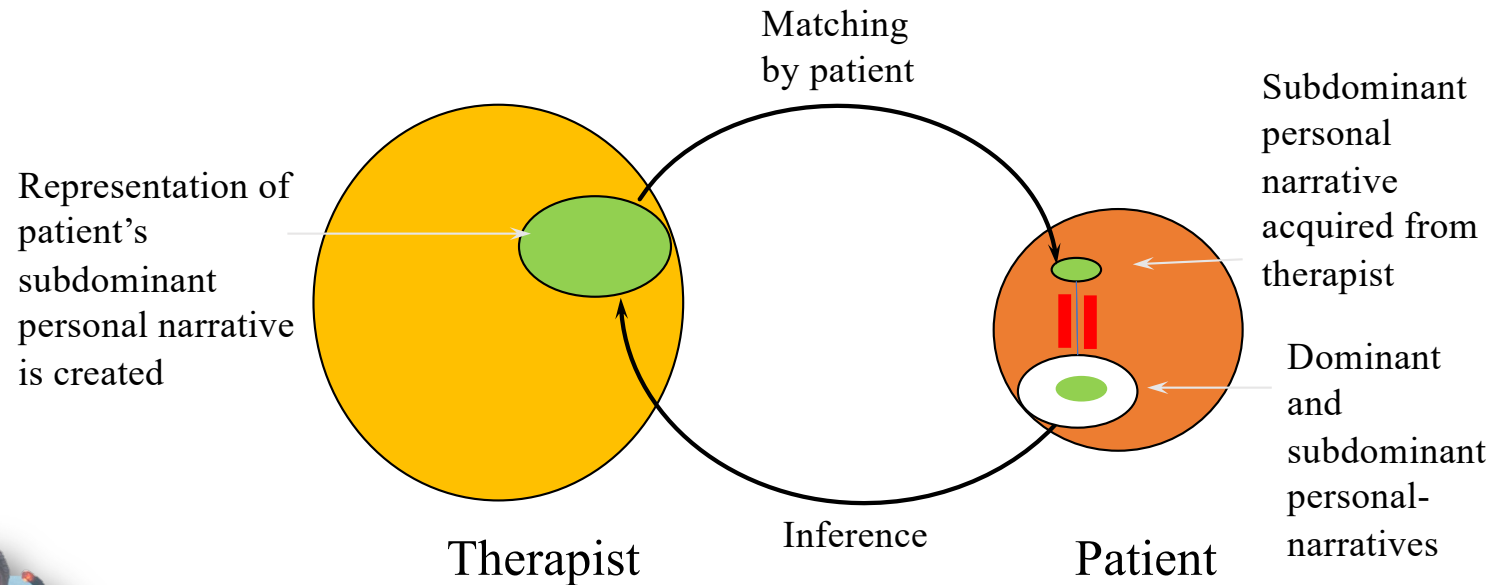 Matching
by patient
Subdominant
personal
narrative
acquired from
therapist
Representation of
patient’s
subdominant
personal narrative
is created
Dominant
and
subdominant
personal-
narratives
Inference
Therapist
Patient